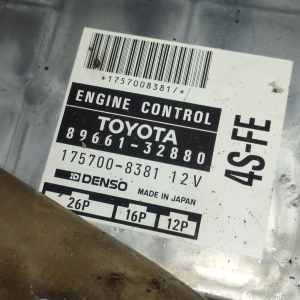 *1757008381/*
ENGINE CONTROL
TOYOTA
89661-32880
175700-8381 12V
DENSO MADE IN JAPAN
26P 16P 12P
4S-FE